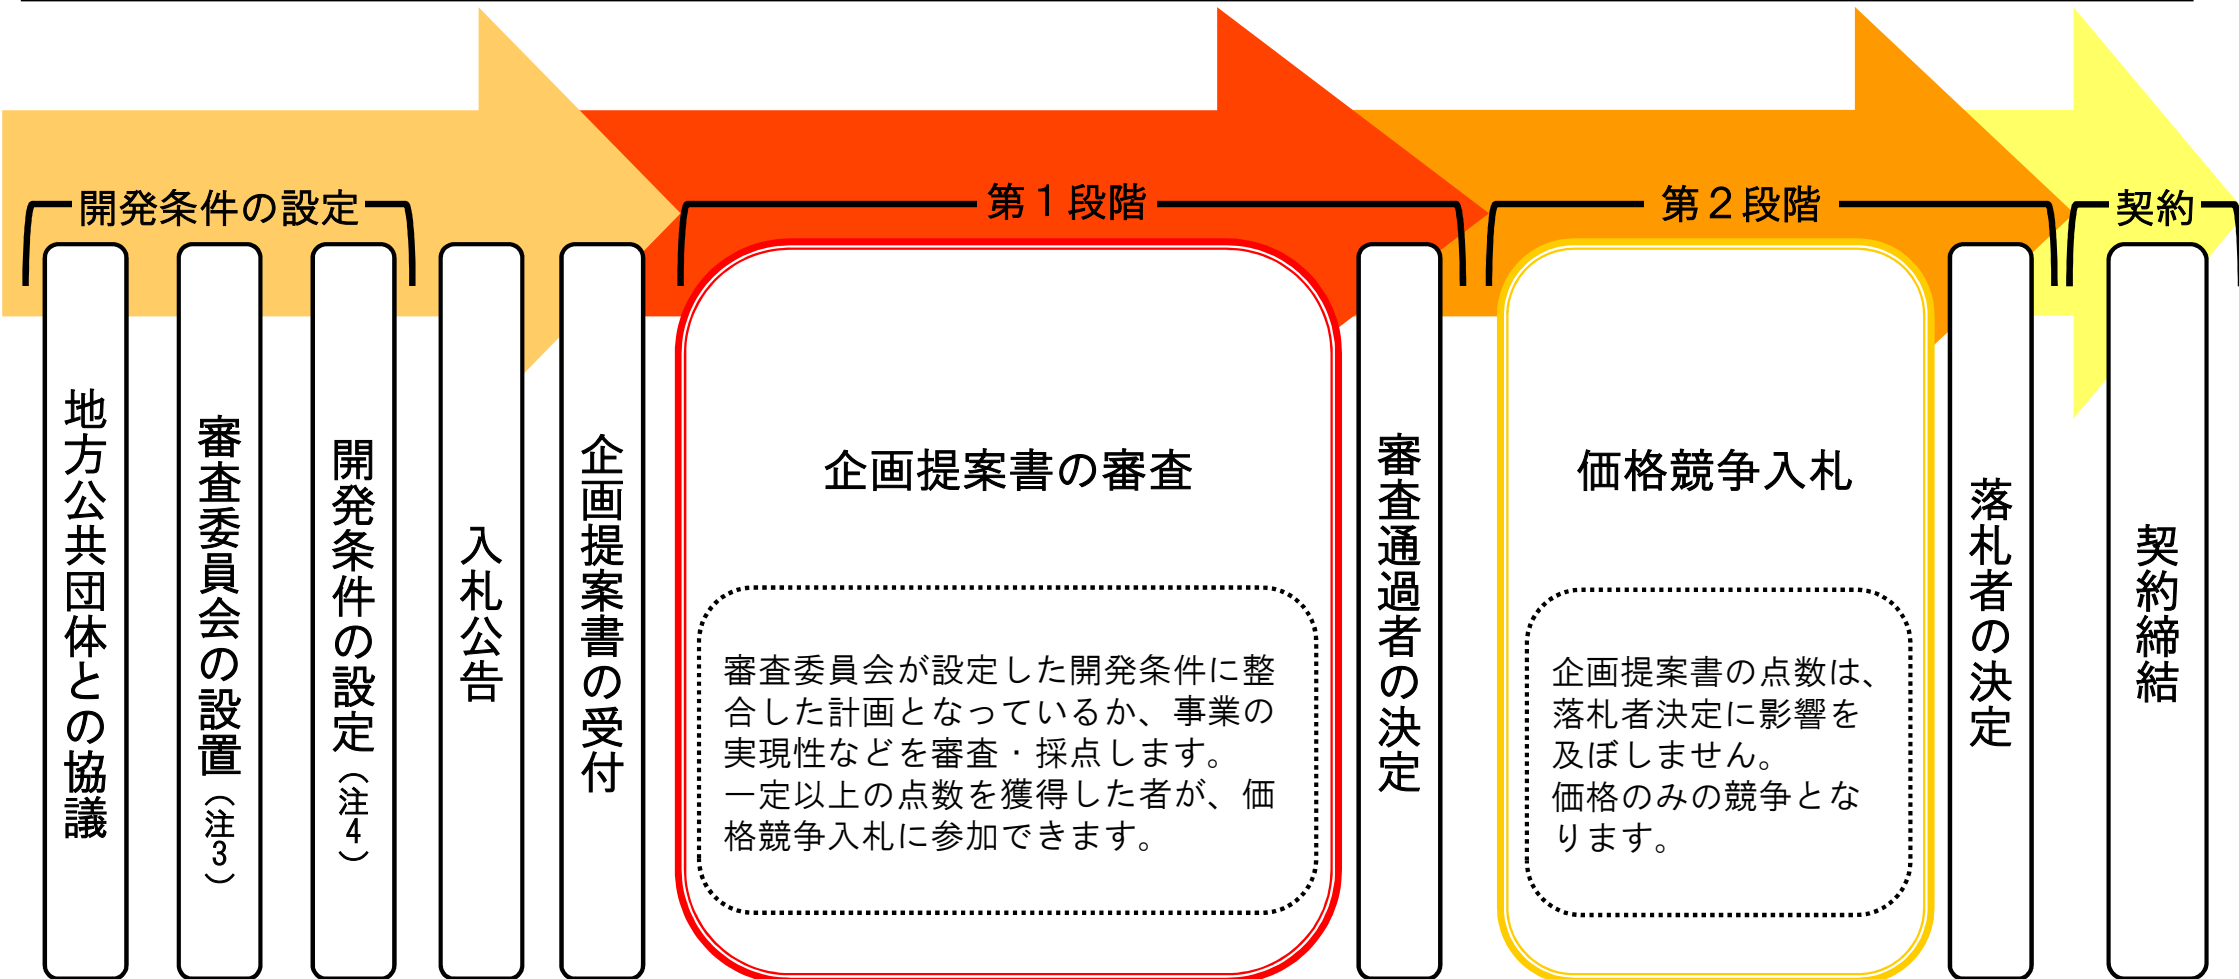 開発条件の設定
第１段階
第２段階
契約
地方公共団体との協議
審査委員会の設置（注3）
開発条件の設定（注4）
入札公告
企画提案書の受付
企画提案書の審査
審査委員会が設定した開発条件に整
合した計画となっているか、事業の
実現性などを審査・採点します。
一定以上の点数を獲得した者が、価
格競争入札に参加できます。
審査通過者の決定
価格競争入札
企画提案書の点数は、
落札者決定に影響を
及ぼしません。
価格のみの競争とな
ります。
落札者の決定
契約締結